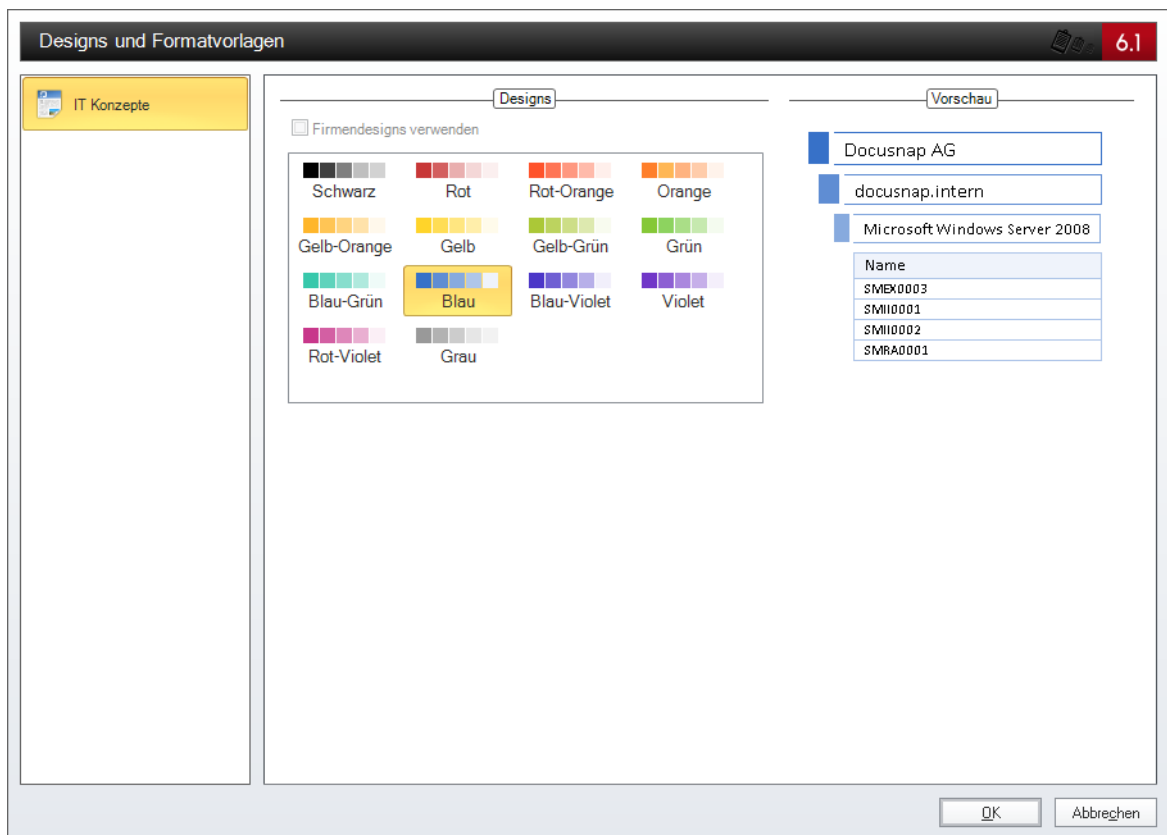 Designs und Formatvorlagen
6.1
IT Konzepte
Designs
Firmendesigns verwenden
Schwarz Rot Rot-Orange Orange
Gelb-Orange Gelb Gelb-Grün Grün
Blau-Grün Blau Blau-Violet Violet
Rot-Violet Grau
Vorschau
Docusnap AG
docusnap.intern
Microsoft Windows Server 2008
Name
SMEX0003
SMII0001
SMII0002
SMRA0001
OK Abbrechen